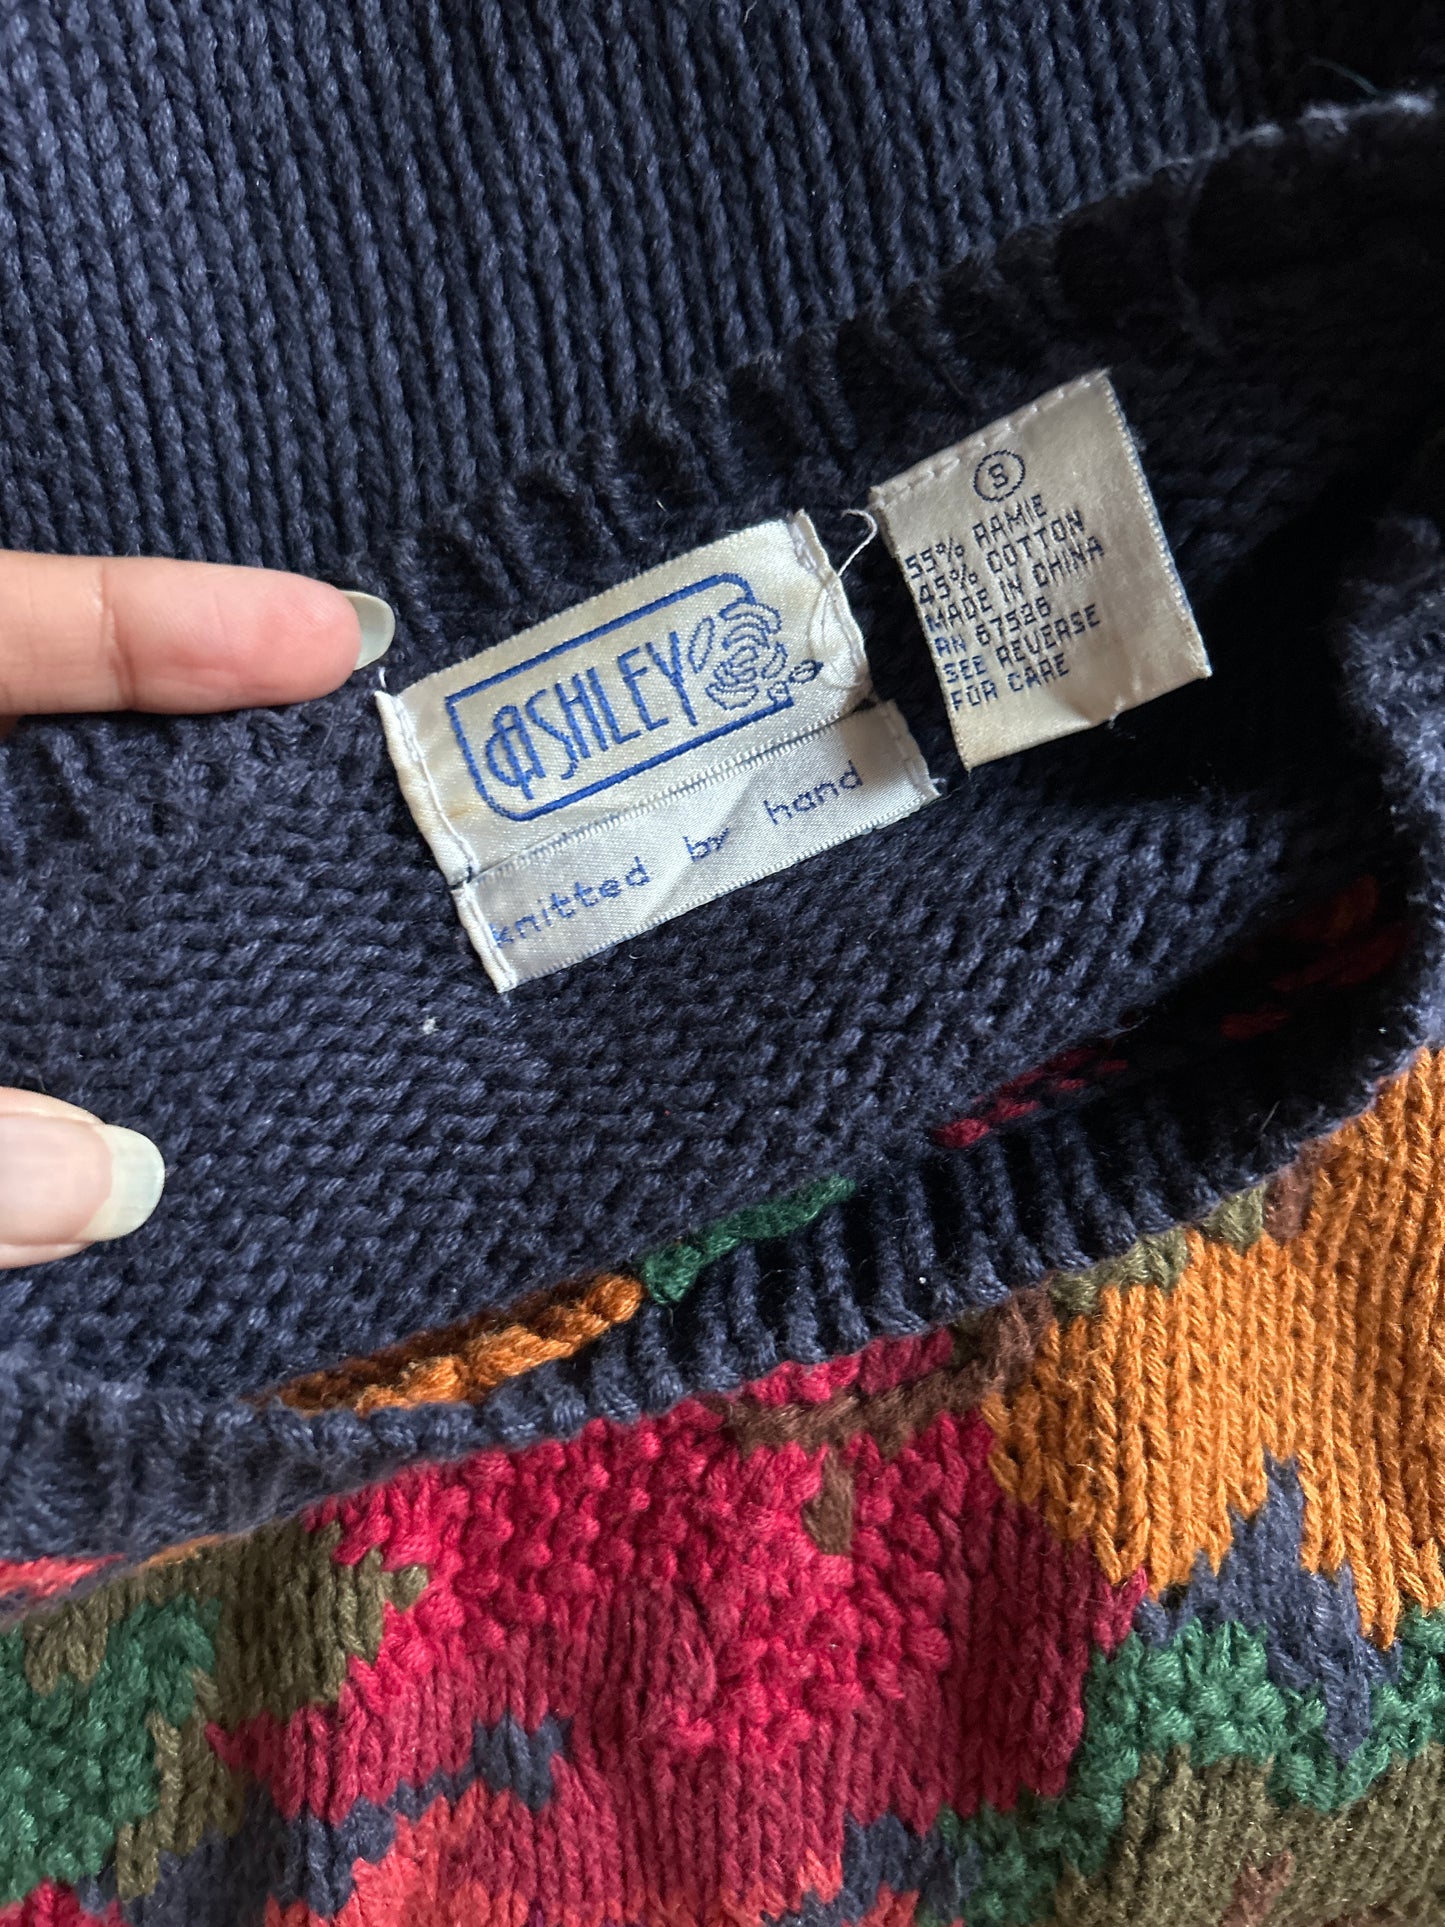 ASHLEY
knitted by hand
S
55% RAMIE
45% COTTON
MADE IN CHINA
RN 67526
SEE REVERSE
FOR CARE